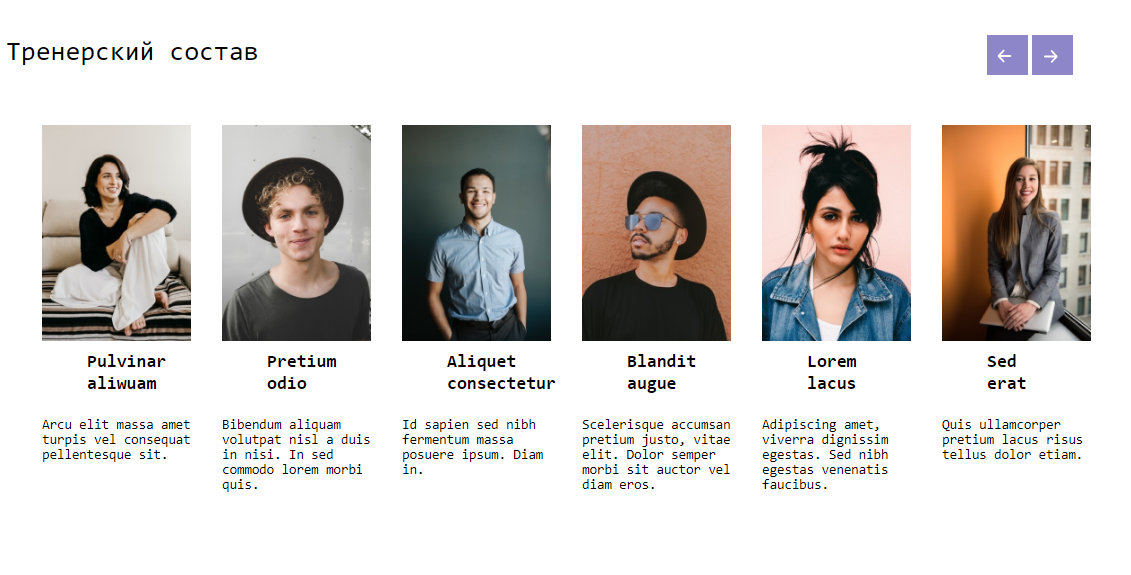 Тренерский состав
Pulvinar
aliwuam
Arcu elit massa amet
turpis vel consequat
pellentesque sit.
Pretium
odio
Bibendum aliquam
volutpat nisl a duis
in nisi. In sed
commodo lorem morbi
quis.
Aliquet
consectetur
Id sapien sed nibh
fermentum massa
posuere ipsum. Diam
in.
Blandit
augue
Scelerisque accumsan
pretium justo, vitae
elit. Dolor semper
morbi sit auctor vel
diam eros.
Lorem
lacus
Adipiscing amet,
viverra dignissim
egestas. Sed nibh
egestas venenatis
faucibus.
Sed
erat
Quis ullamcorper
pretium lacus risus
tellus dolor etiam.